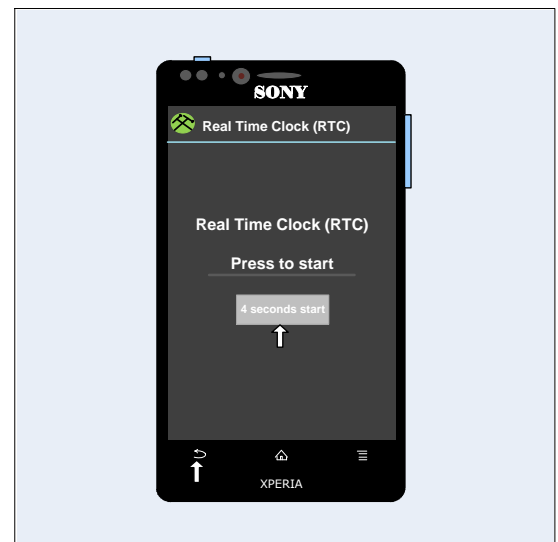 SONY
Real Time Clock (RTC)
Real Time Clock (RTC)
Press to start
4 seconds start
XPERIA